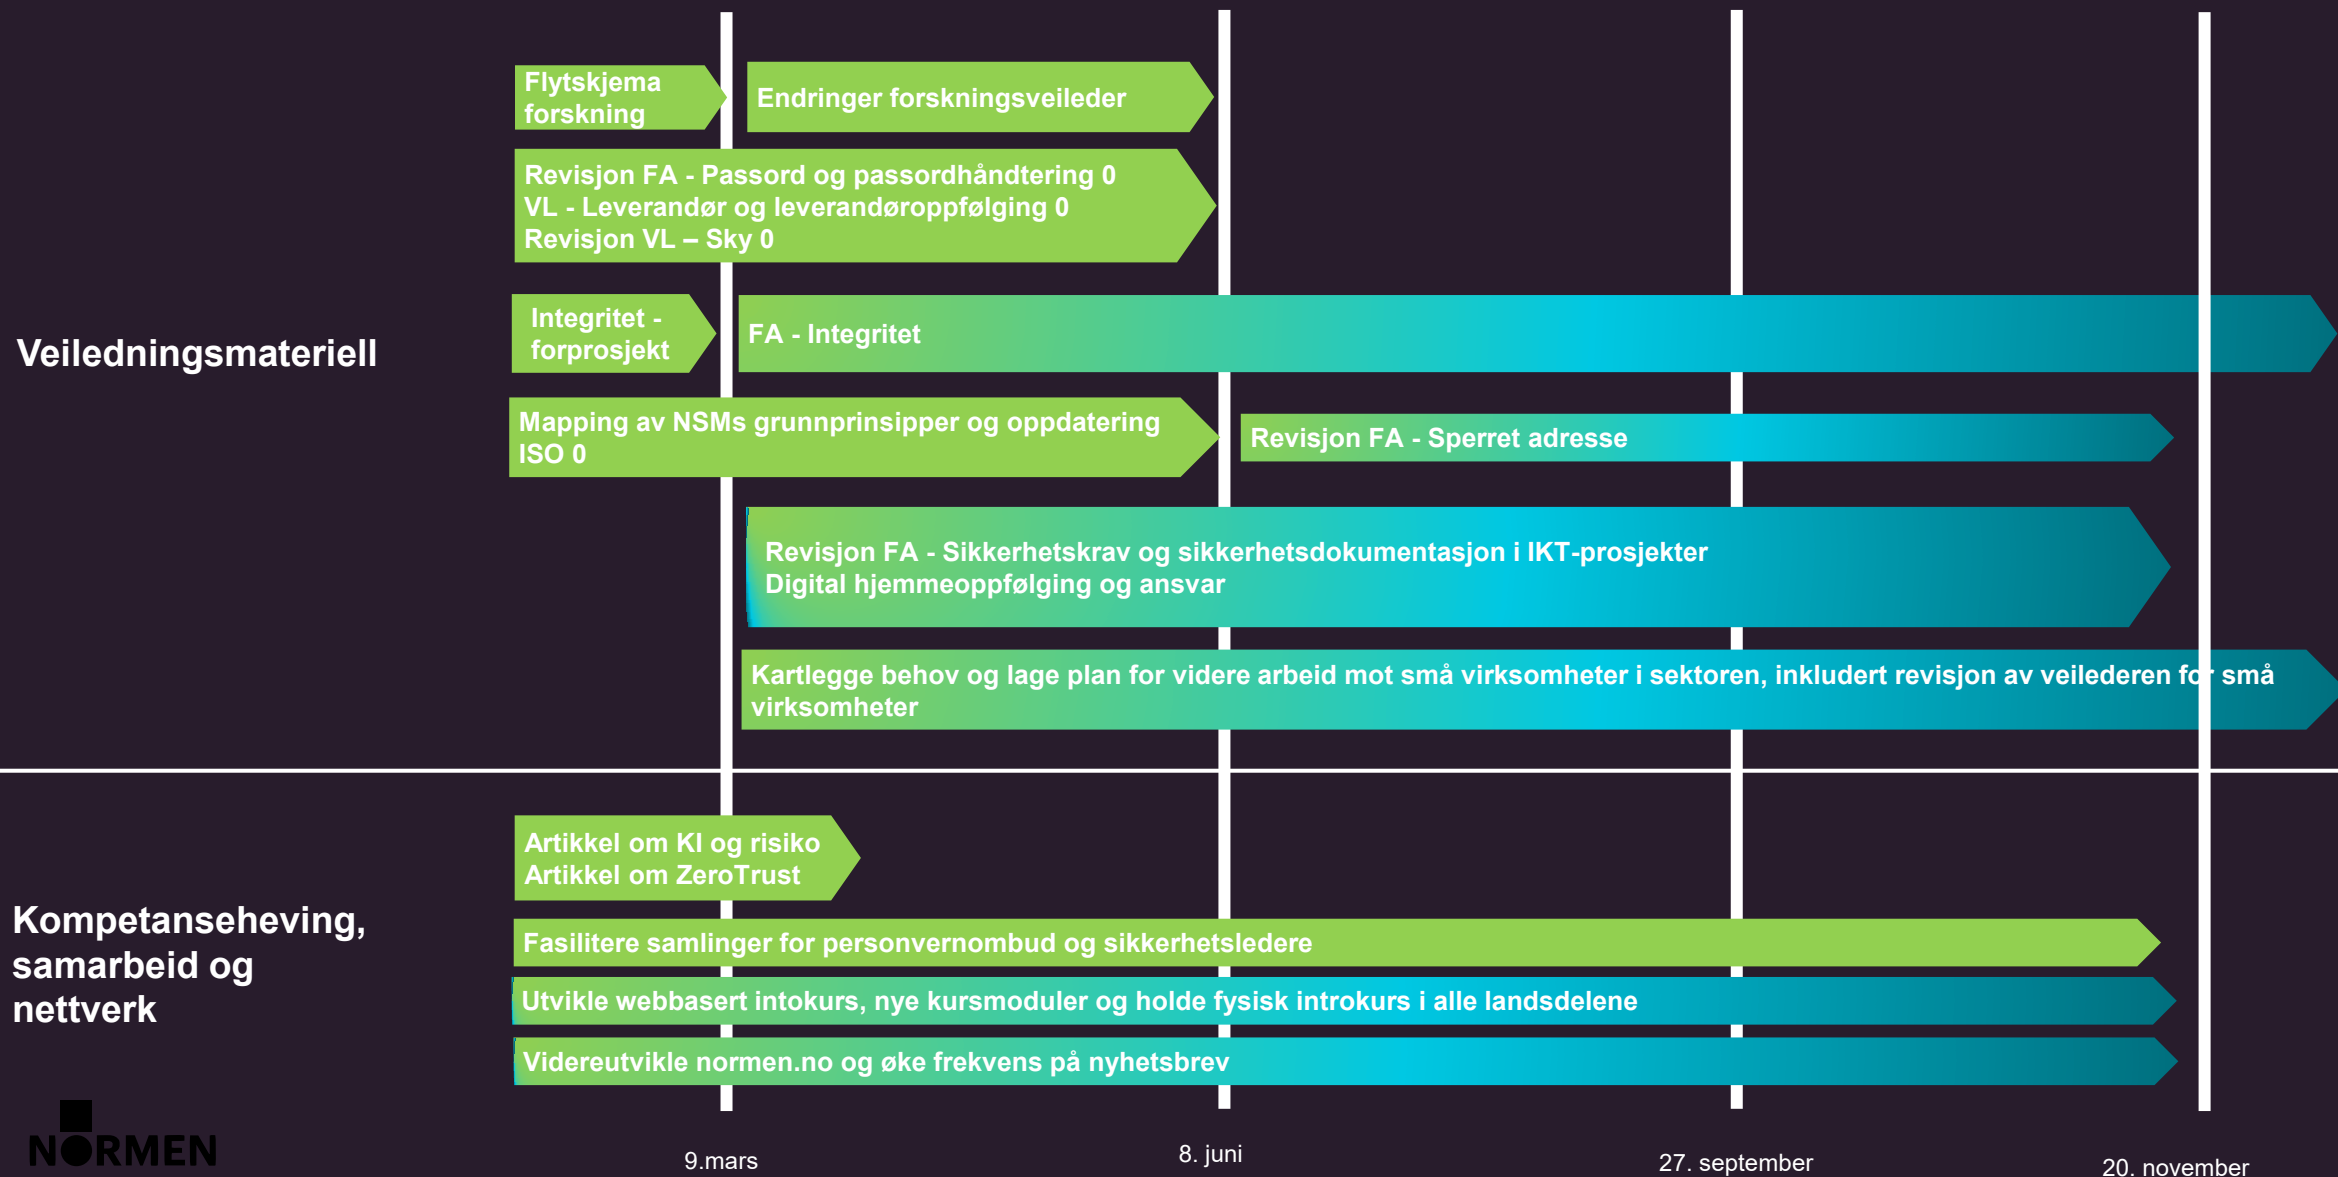 Flytskjema
forskning
Endringer forskningsveileder
Revisjon FA - Passord og passordhåndtering 0
VL - Leverandør og leverandøroppfølging 0
Revisjon VL – Sky 0
Veiledningsmateriell
Integritet -
forprosjekt
FA - Integritet
Mapping av NSMs grunnprinsipper og oppdatering
ISO 0
Revisjon FA - Sperret adresse
Revisjon FA - Sikkerhetskrav og sikkerhetsdokumentasjon i IKT-prosjekter
Digital hjemmeoppfølging og ansvar
Kartlegge behov og lage plan for videre arbeid mot små virksomheter i sektoren, inkludert revisjon av veilederen for små
virksomheter
Kompetanseheving,
samarbeid og
nettverk
Artikkel om KI og risiko
Artikkel om ZeroTrust
Fasilitere samlinger for personvernombud og sikkerhetsledere
Utvikle webbasert intokurs, nye kursmoduler og holde fysisk introkurs i alle landsdelene
Videreutvikle normen.no og øke frekvens på nyhetsbrev
NORMEN
9.mars
8. juni
27. september
20. november